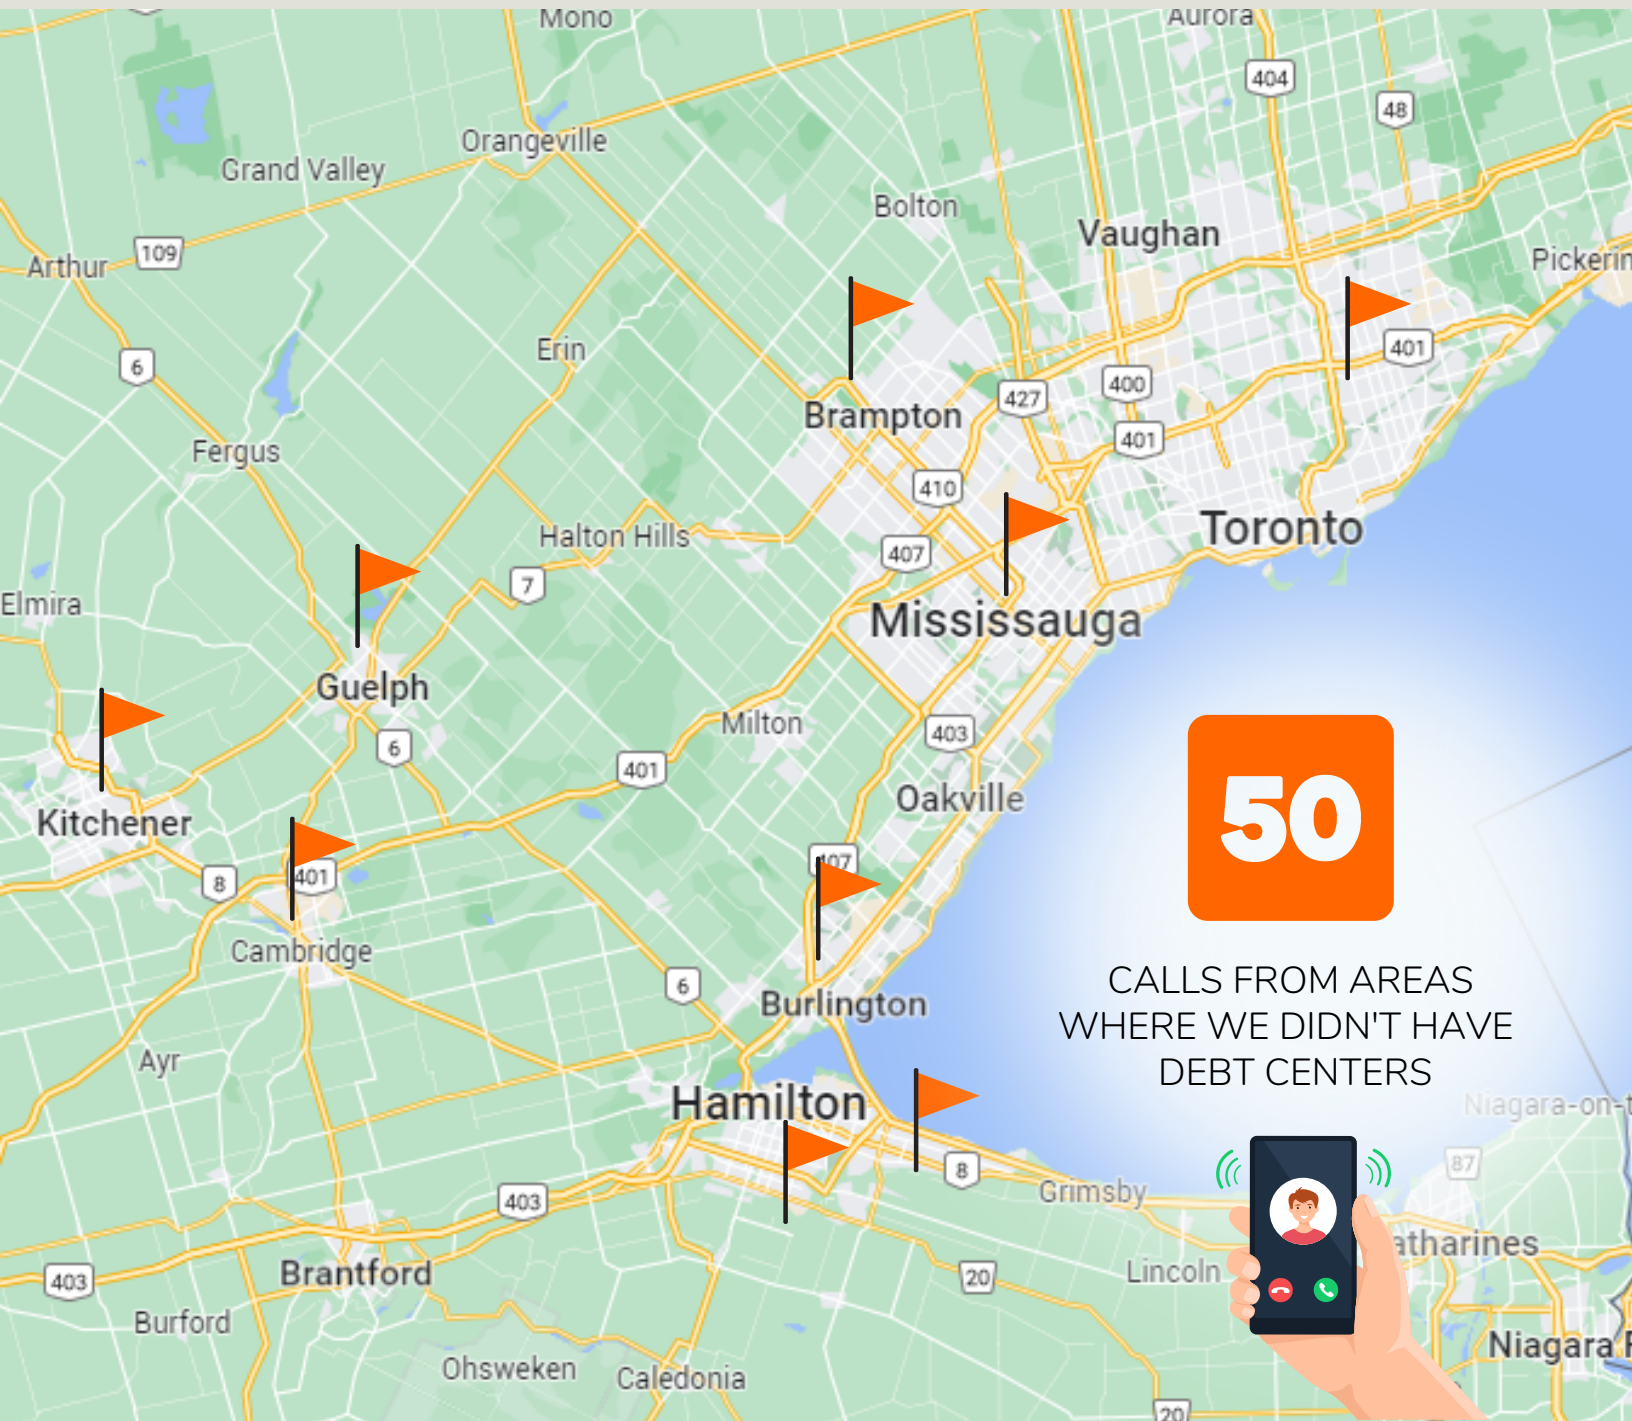 Mono
Aurora
404
48
Orangeville
Grand Valley
Bolton
Vaughan
109
Arthur
Pickerin
Erin
6
401
427
400
Brampton
401
Fergus
410
Toronto
Halton Hills
407
7
Elmira
Mississauga
Guelph
Milton
403
6
401
Oakville
50
Kitchener
407
8
401
Cambridge
CALLS FROM AREAS
WHERE WE DIDN'T HAVE
DEBT CENTERS
6
Burlington
Ayr
Hamilton
Niagara-on-t
87
8
Grimsby
403
atharines
Brantford
403
20
Lincoln
Burford
Niagara F
Ohsweken
Caledonia
20